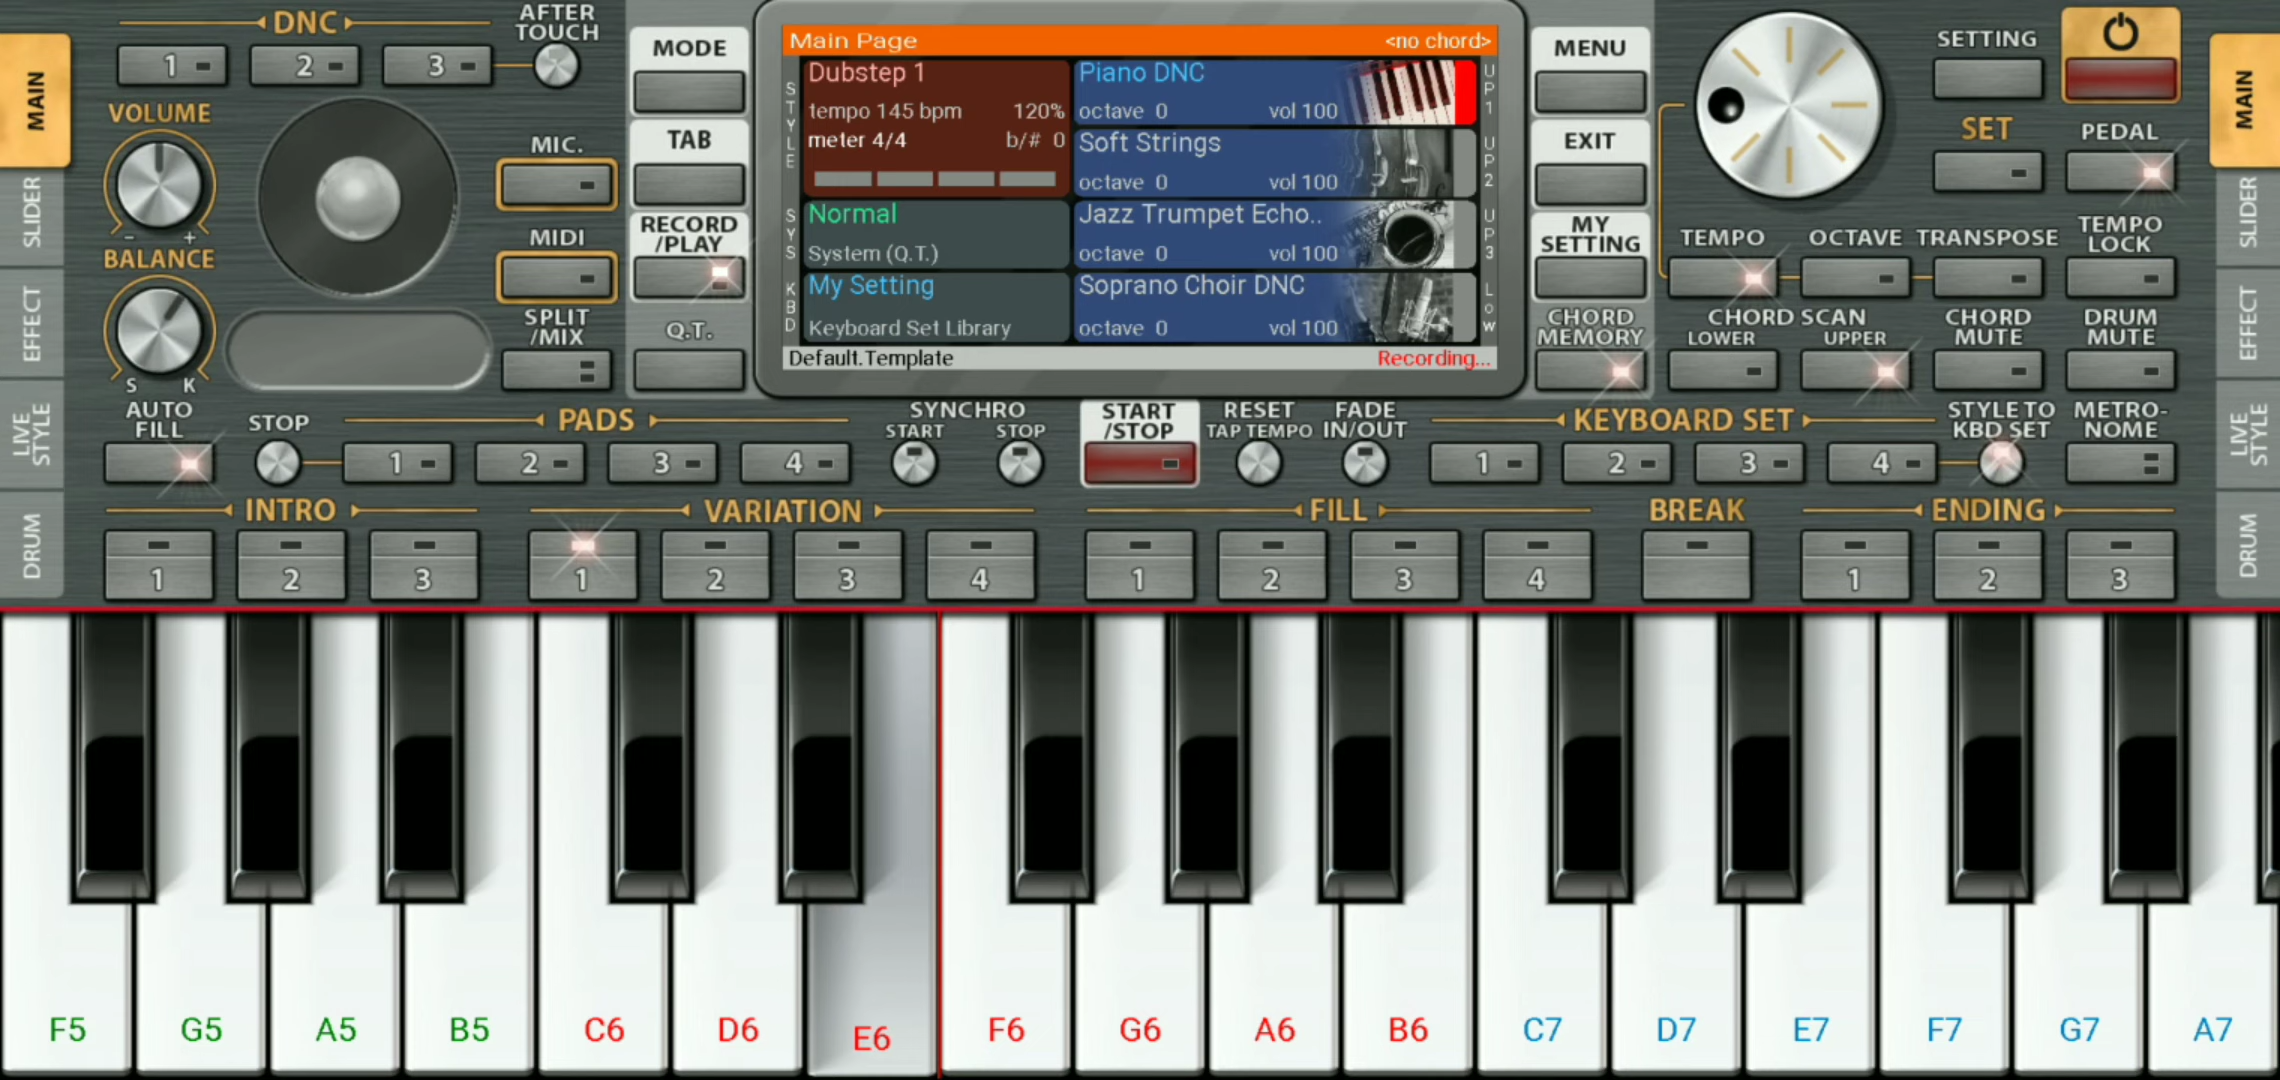 DNC
AFTER
TOUCH
1
2
3
MODE
Main Page
<no chord>
MENU
SETTING
MAIN
VOLUME
- +
BALANCE
S K
MIC.
MIDI
SPLIT
/MIX
TAB
RECORD
/PLAY
Q.T.
STYLE
Dubstep 1
tempo 145 bpm 120%
meter 4/4 b/# 0
SYS
Normal
System (Q.T.)
KBD
My Setting
Keyboard Set Library
Piano DNC
octave 0 vol 100
UP1
Soft Strings
octave 0 vol 100
UP2
Jazz Trumpet Echo..
octave 0 vol 100
UP3
Soprano Choir DNC
octave 0 vol 100
Low
Default.Template
Recording...
EXIT
MY
SETTING
CHORD
MEMORY
SET
PEDAL
TEMPO
OCTAVE
TRANSPOSE
TEMPO
LOCK
CHORD SCAN
LOWER
UPPER
CHORD
MUTE
DRUM
MUTE
MAIN
SLIDER
EFFECT
LIVE
STYLE
DRUM
SLIDER
EFFECT
LIVE
STYLE
DRUM
AUTO
FILL
STOP
PADS
1
2
3
4
SYNCHRO
START
STOP
START
/STOP
RESET
TAP TEMPO
FADE
IN/OUT
KEYBOARD SET
1
2
3
4
STYLE TO
KBD SET
METRO-
NOME
INTRO
1
2
3
VARIATION
1
2
3
4
FILL
1
2
3
4
BREAK
ENDING
1
2
3
F5
G5
A5
B5
C6
D6
E6
F6
G6
A6
B6
C7
D7
E7
F7
G7
A7